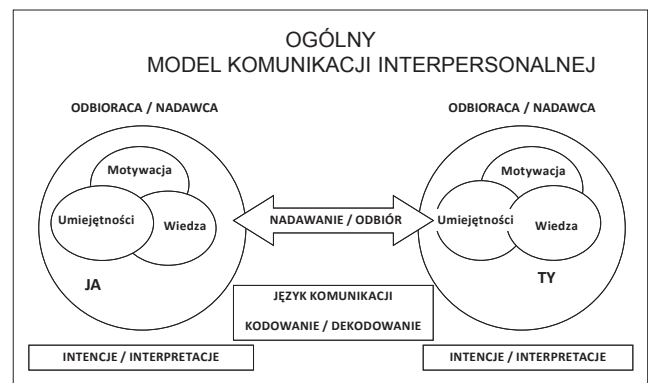 OGÓLNY
MODEL KOMUNIKACJI INTERPERSONALNEJ
ODBIORACA / NADAWCA
ODBIORACA / NADAWCA
Motywacja
Umiejętności
Wiedza
JA
NADAWANIE / ODBIÓR
Motywacja
Umiejętności
Wiedza
TY
JĘZYK KOMUNIKACJI
KODOWANIE / DEKODOWANIE
INTENCJE / INTERPRETACJE
INTENCJE / INTERPRETACJE